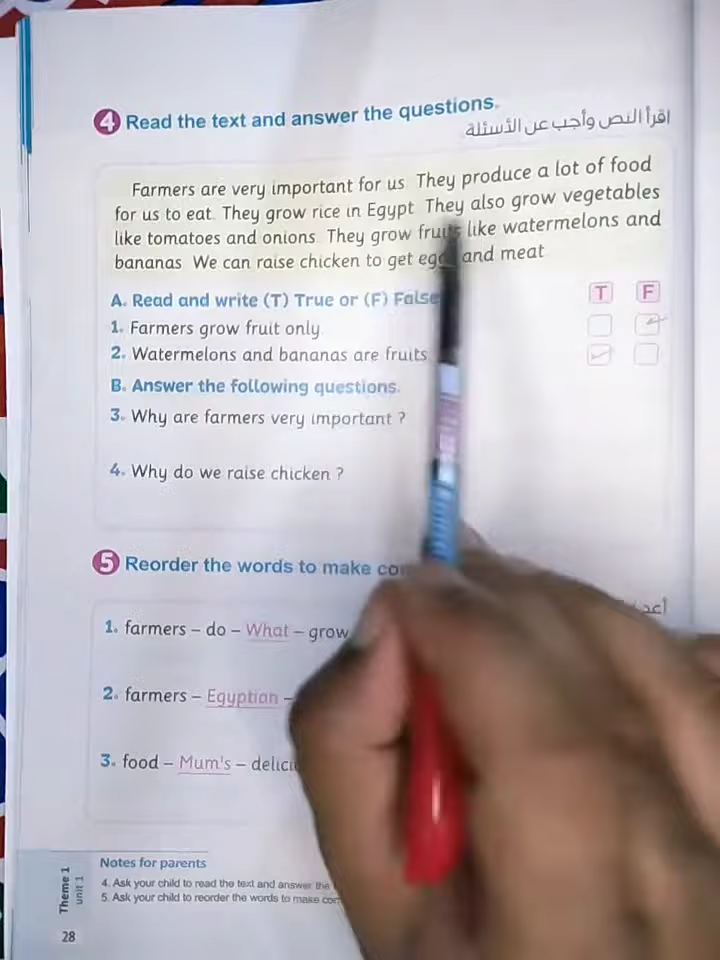 4 Read the text and answer the questions.
اقرأ النص وأجب عن الأسئلة
Farmers are very important for us. They produce a lot of food
for us to eat. They grow rice in Egypt. They also grow vegetables
like tomatoes and onions. They grow fruits like watermelons and
bananas. We can raise chicken to get and meat
A. Read and write (T) True or (F) False
T F
1. Farmers grow fruit only
2. Watermelons and bananas are fruits
B. Answer the following questions.
3. Why are farmers very important ?
4. Why do we raise chicken ?
5 Reorder the words to make
1. farmers – do – What – grow
2. farmers – Egyptian –
3. food – Mum's –
Notes for parents
4. Ask your child to read the text and answer the
5. Ask your child to reorder the words to make
Theme 1
unit 1
28